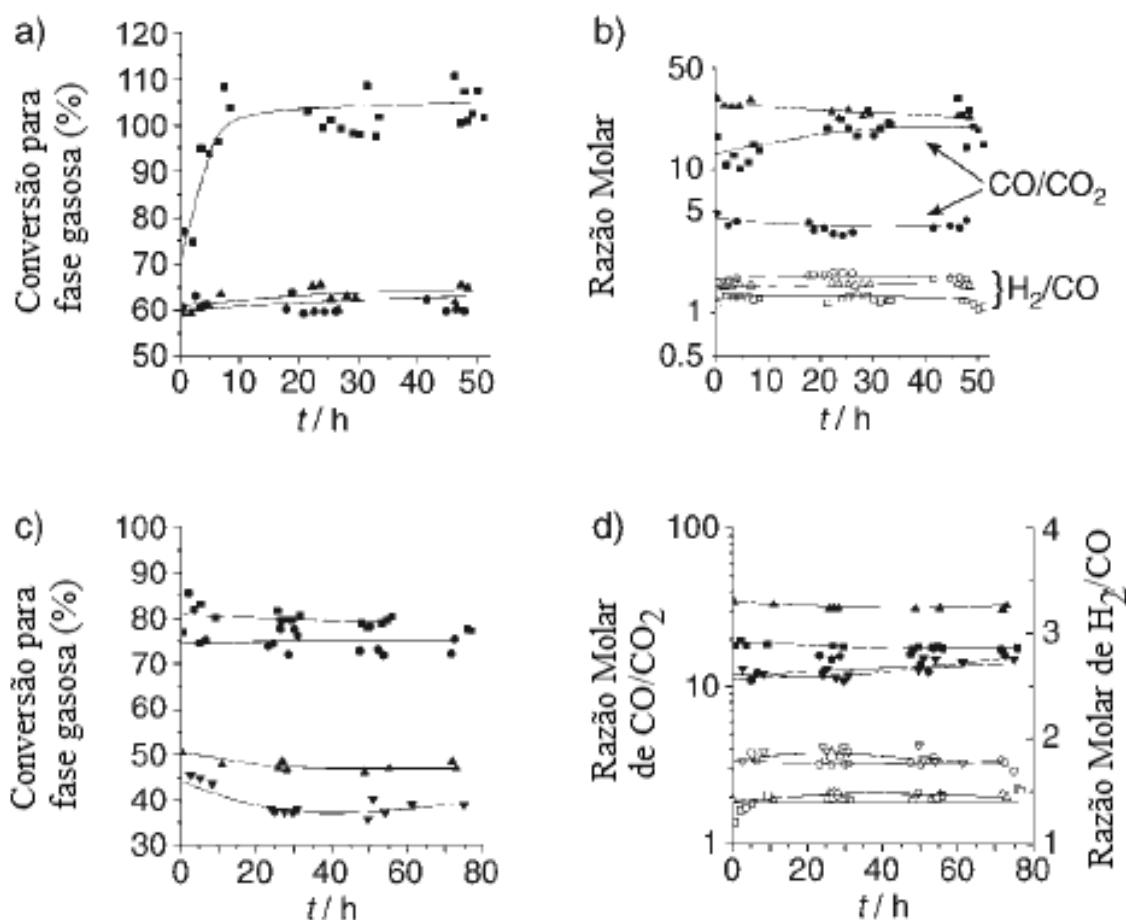 a)
Conversão para
fase gasosa (%)
120
110
100
90
80
70
60
50
0 10 20 30 40 50
t / h
b)
Razão Molar
50
10
5
1
0.5
CO/CO2
}H2/CO
0 10 20 30 40 50
t / h
c)
Conversão para
fase gasosa (%)
100
90
80
70
60
50
40
30
0 20 40 60 80
t / h
d)
Razão Molar
de CO/CO2
100
10
1
4
3
2
1
Razão Molar de H2/CO
0 20 40 60 80
t / h